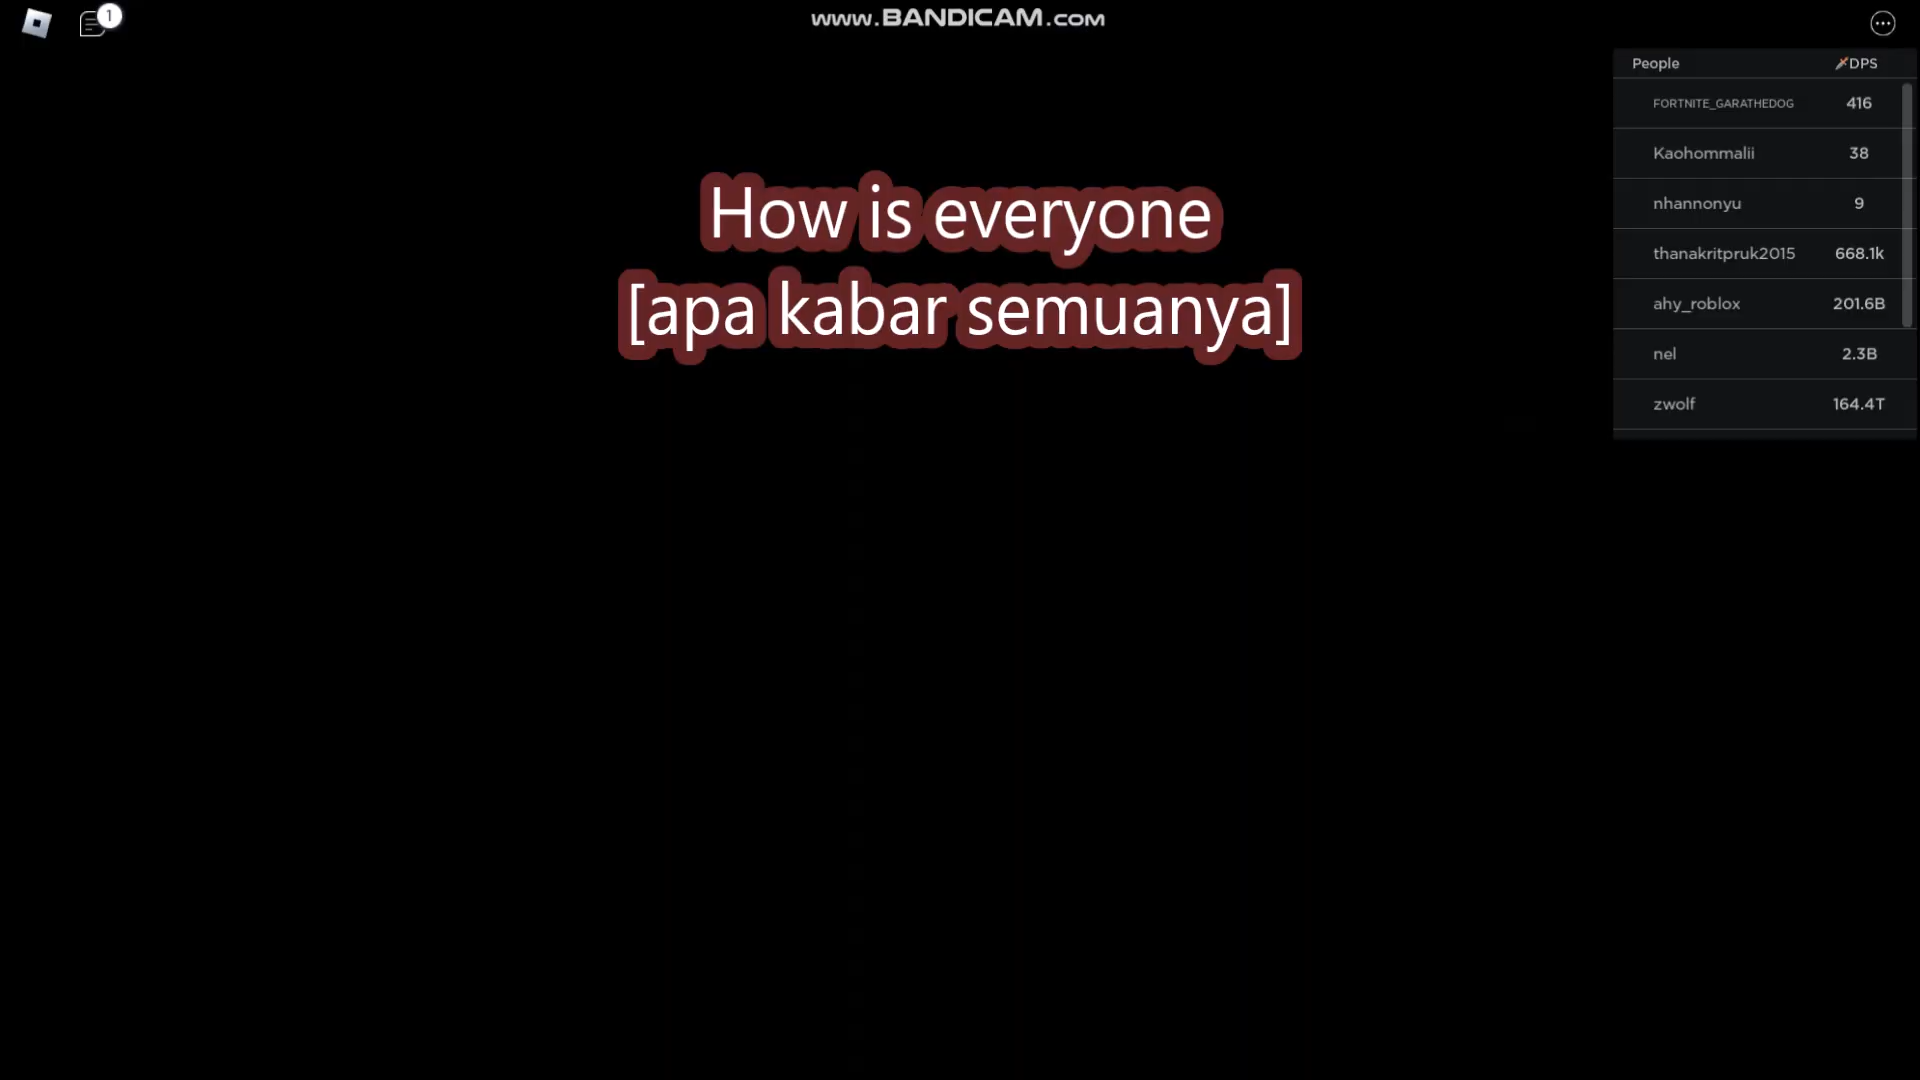 1
www.BANDICAM.com
People DPS
FORTNITE_GARATHEDOG 416
Kaohommalii 38
nhannonyu 9
thanakritpruk2015 668.1k
ahy_roblox 201.6B
nel 2.3B
zwolf 164.4T
How is everyone
[apa kabar semuanya]